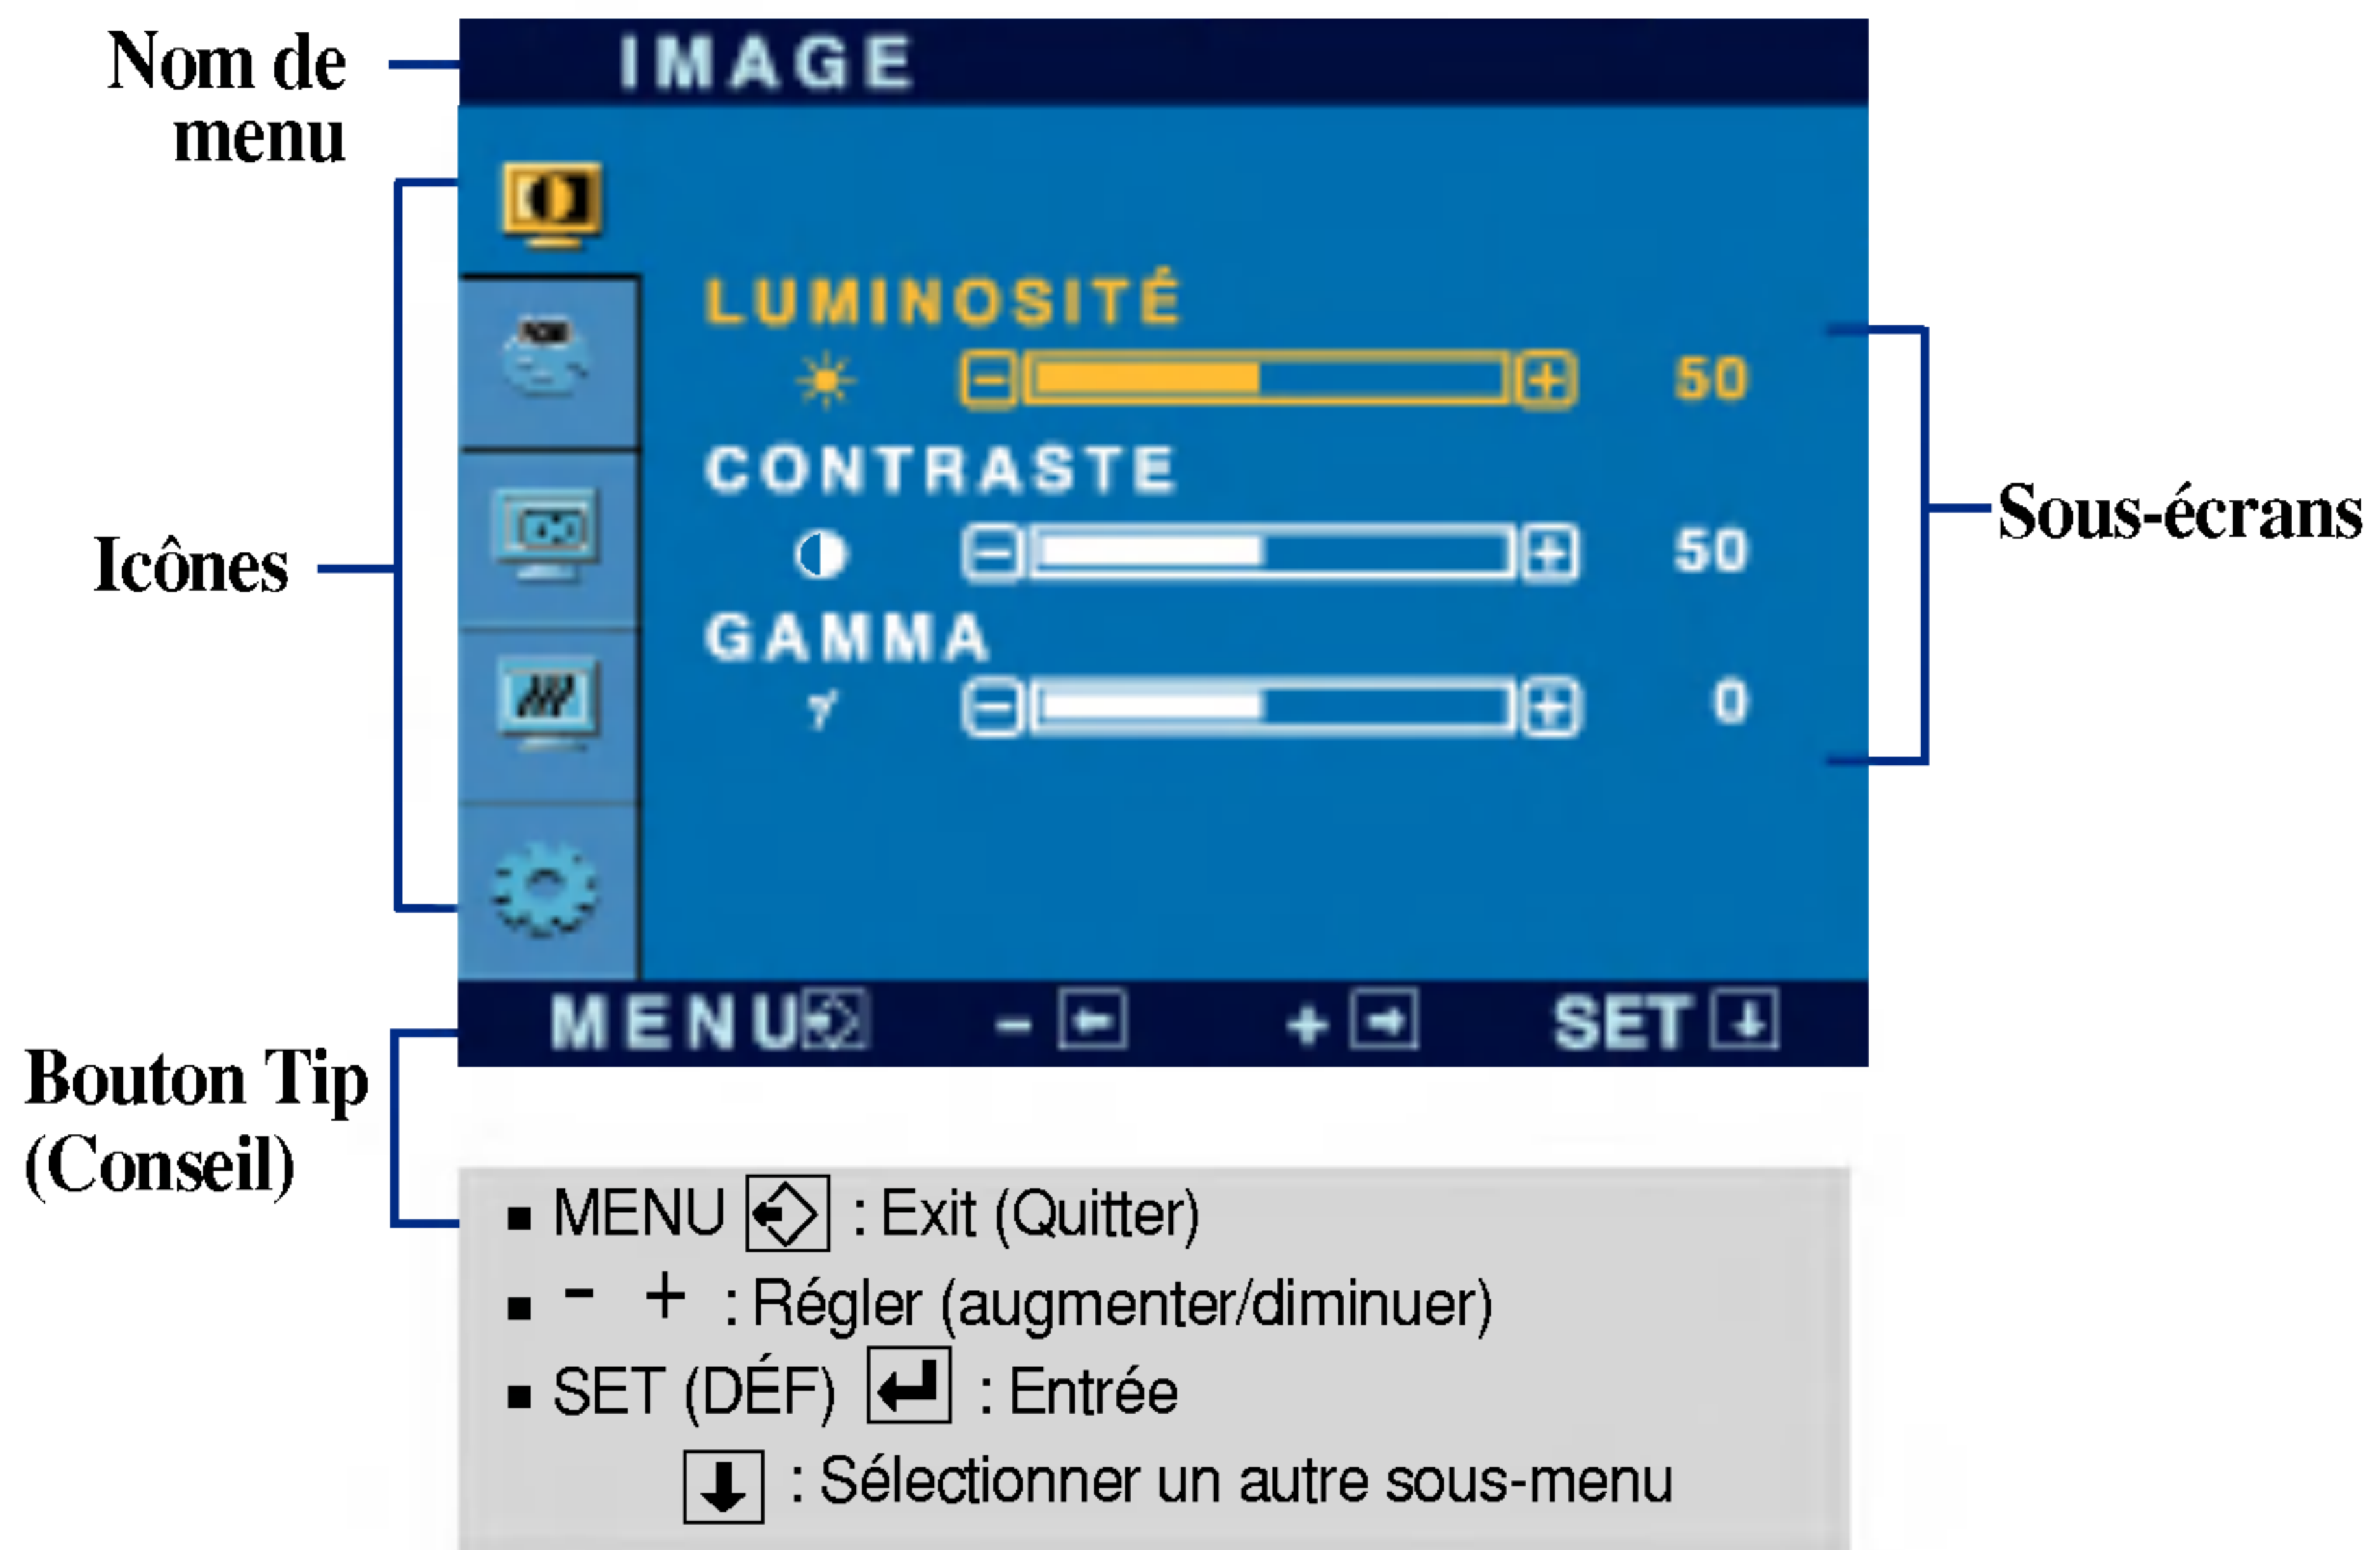 Nom de
menu
IMAGE
Icônes
LUMINOSITÉ
50
CONTRASTE
50
GAMMA
0
Sous-écrans
MENU - + SET
Bouton Tip
(Conseil)
MENU : Exit (Quitter)
- + : Régler (augmenter/diminuer)
SET (DÉF) : Entrée
: Sélectionner un autre sous-menu